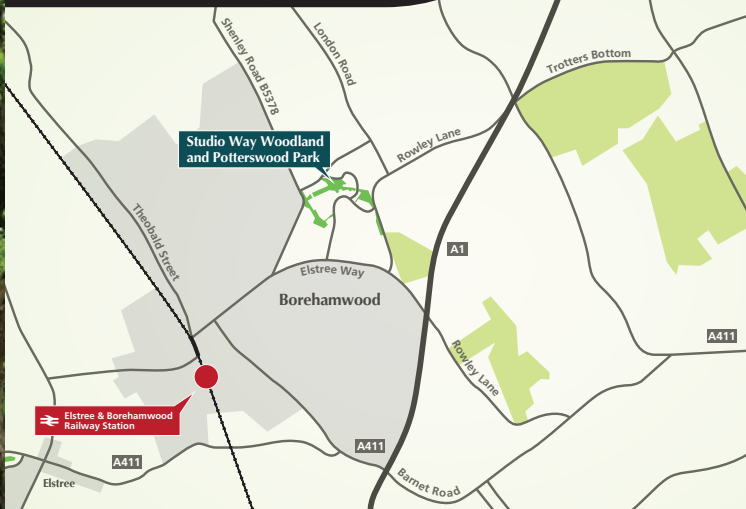 Shenley Road B5378
London Road
Trotters Bottom
Studio Way Woodland
and Potterswood Park
Rowley Lane
Theobald Street
A1
Elstree Way
Borehamwood
A411
Rowley Lane
Elstree & Borehamwood
Railway Station
A411
A411
Barnet Road
Elstree